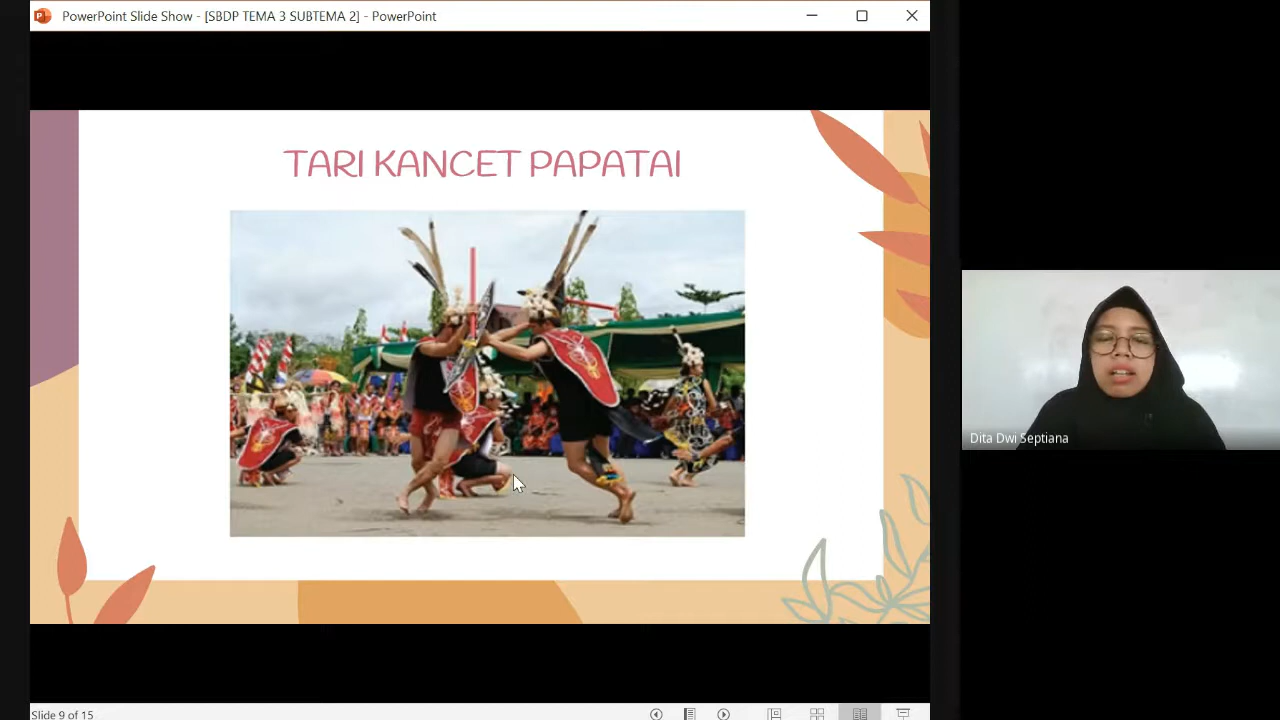 PowerPoint Slide Show - [SBDP TEMA 3 SUBTEMA 2] - PowerPoint
TARI KANCET PAPATAI
Dita Dwi Septiana
Slide 9 of 15